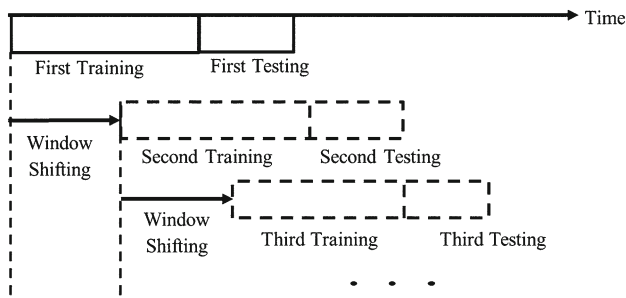 Time
First Training
First Testing
Window
Shifting
Second Training
Second Testing
Window
Shifting
Third Training
Third Testing
. . .